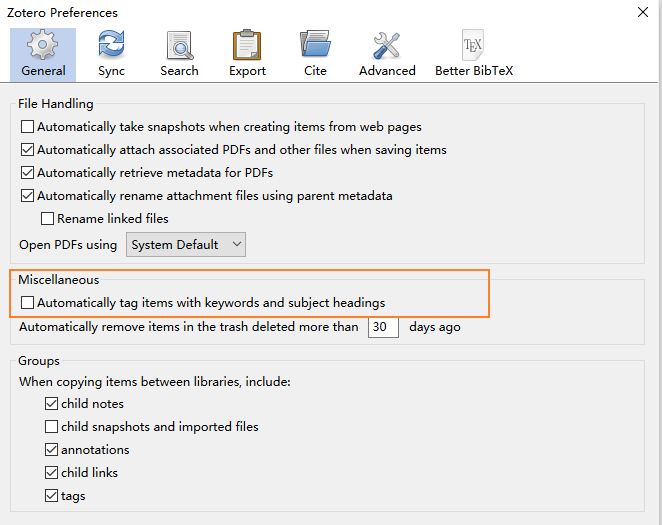 Zotero Preferences
General Sync Search Export Cite Advanced Better BibTeX
TEX
File Handling
Automatically take snapshots when creating items from web pages
Automatically attach associated PDFs and other files when saving items
Automatically retrieve metadata for PDFs
Automatically rename attachment files using parent metadata
Rename linked files
Open PDFs using System Default
Miscellaneous
Automatically tag items with keywords and subject headings
Automatically remove items in the trash deleted more than 30 days ago
Groups
When copying items between libraries, include:
child notes
child snapshots and imported files
annotations
child links
tags